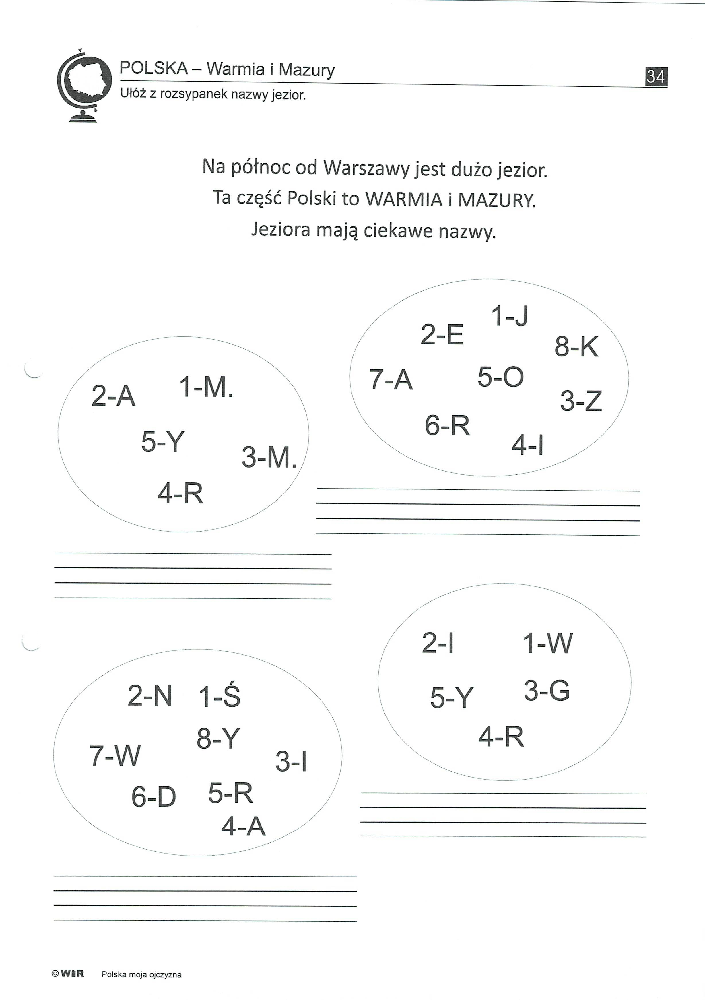 POLSKA – Warmia i Mazury
34
Ułóż z rozsypanek nazwy jezior.
Na północ od Warszawy jest dużo jezior.
Ta część Polski to WARMIA i MAZURY.
Jeziora mają ciekawe nazwy.
2-A 1-M.
5-Y
3-M.
4-R
1-J
2-E
8-K
7-A 5-O
3-Z
6-R
4-I
2-N 1-Ś
8-Y
7-W
3-I
6-D 5-R
4-A
2-I 1-W
5-Y 3-G
4-R
© WiR Polska moja ojczyzna